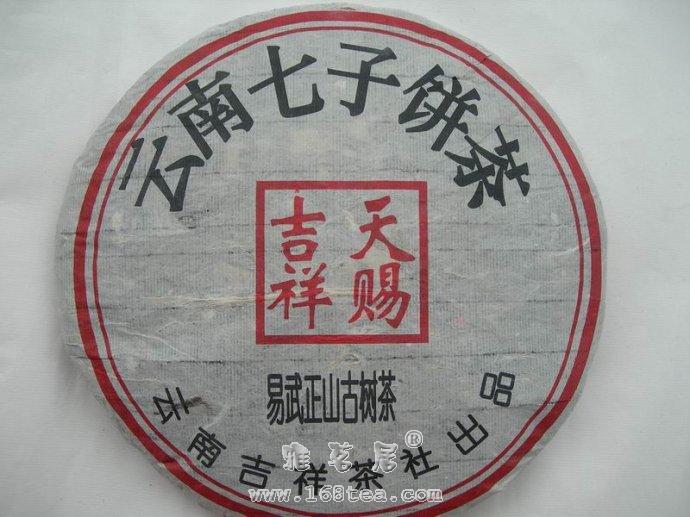 云南七子饼茶
天赐
吉祥
易武正山古树茶
云南吉祥茶社出品
雅茗居®
www.168tea.com